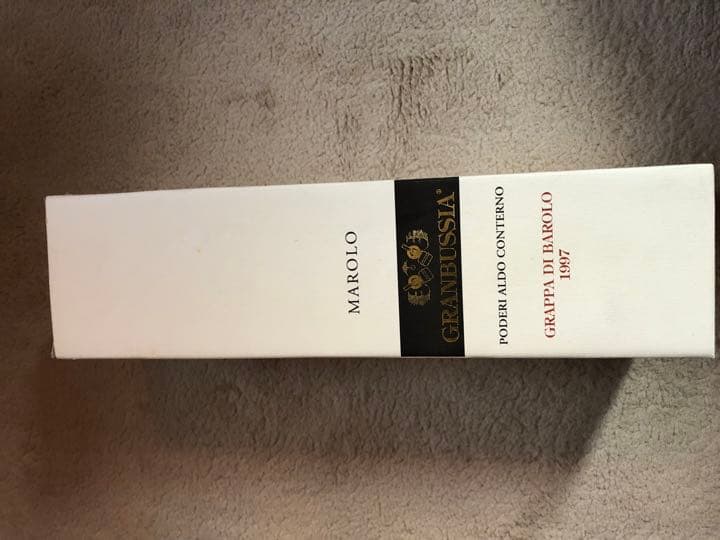 MAROLO
GRANBUSSIA®
PODERI ALDO CONTERNO
GRAPPA DI BAROLO
1997